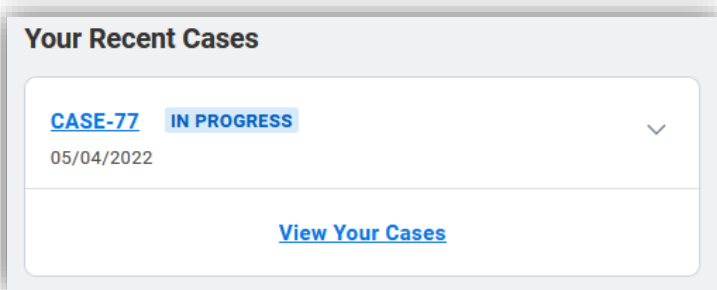 Your Recent Cases
CASE-77 IN PROGRESS
05/04/2022
View Your Cases